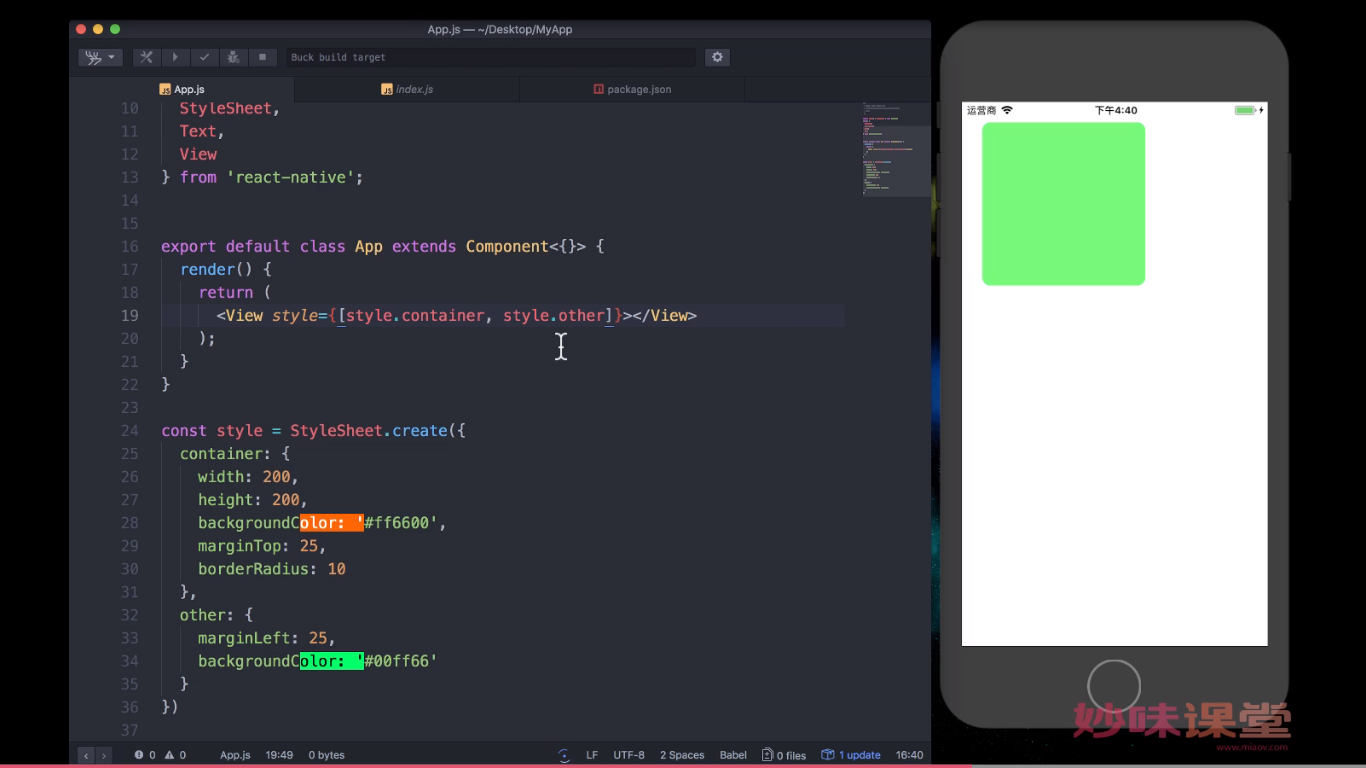 App.js — ~/Desktop/MyApp
Buck build target
App.js
index.js
package.json
10 StyleSheet,
11 Text,
12 View
13 } from 'react-native';
14
15
16 export default class App extends Component<{}> {
17 render() {
18 return (
19 <View style={[style.container, style.other]}></View>
20 );
21 }
22 }
23
24 const style = StyleSheet.create({
25 container: {
26 width: 200,
27 height: 200,
28 backgroundColor: '#ff6600',
29 marginTop: 25,
30 borderRadius: 10
31 },
32 other: {
33 marginLeft: 25,
34 backgroundColor: '#00ff66'
35 }
36 })
37
0 0 App.js 19:49 0 bytes LF UTF-8 2 Spaces Babel 0 files 1 update 16:40
运营商 下午4:40
妙味课堂
www.miaov.com